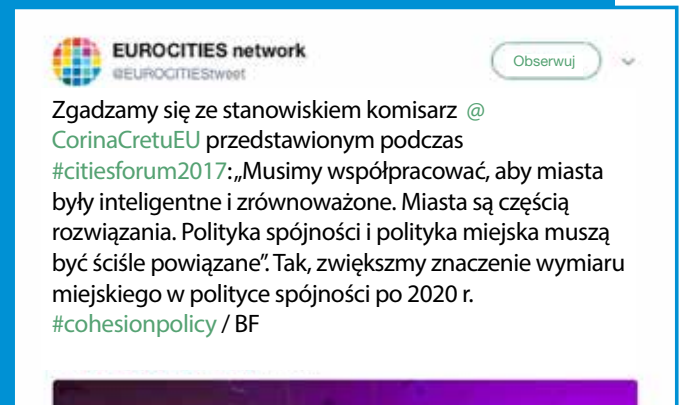 EUROCITIES network
@EUROCITIEStweet
Obserwuj
Zgadzamy się ze stanowiskiem komisarz @
CorinaCretuEU przedstawionym podczas
#citiesforum2017: „Musimy współpracować, aby miasta
były inteligentne i zrównoważone. Miasta są częścią
rozwiązania. Polityka spójności i polityka miejska muszą
być ściśle powiązane”. Tak, zwiększmy znaczenie wymiaru
miejskiego w polityce spójności po 2020 r.
#cohesionpolicy / BF